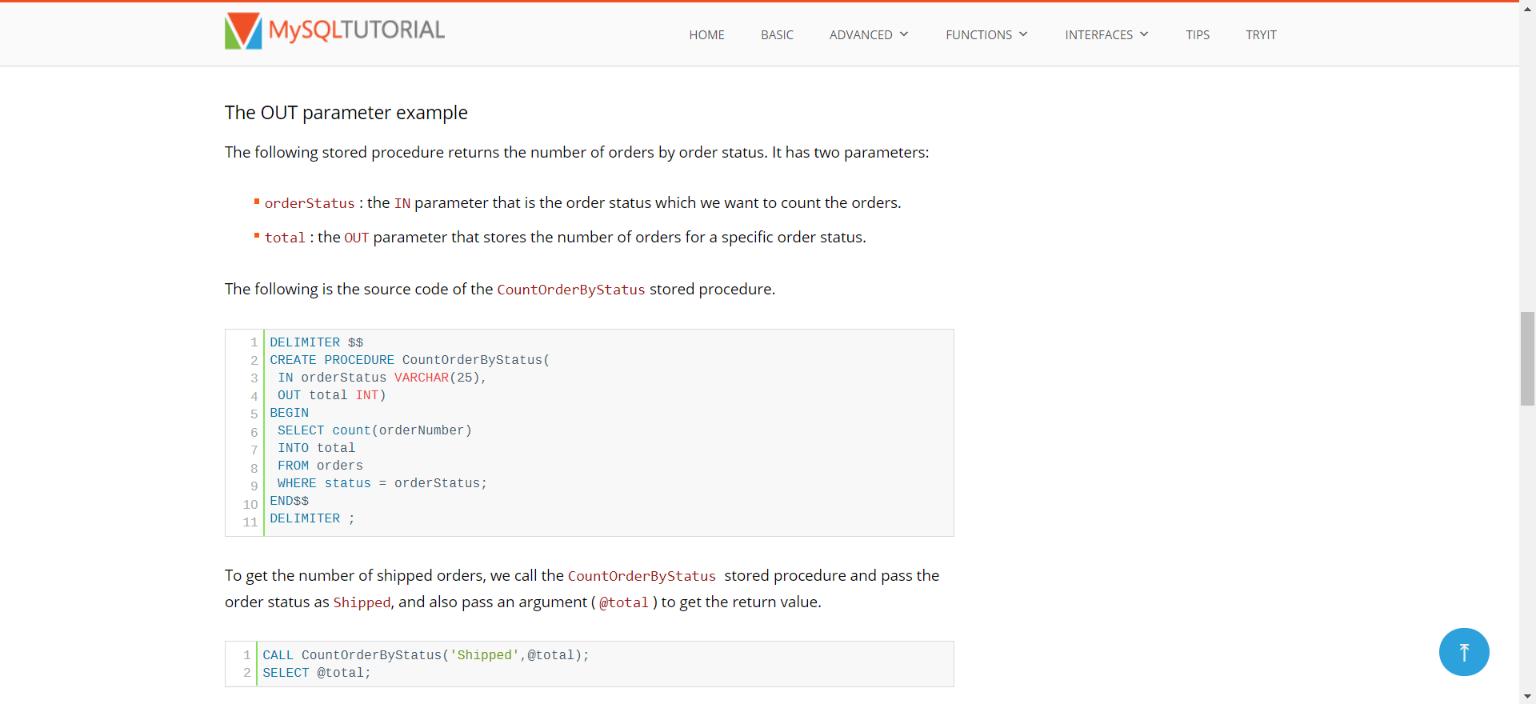 MySQLTUTORIAL
HOME BASIC ADVANCED FUNCTIONS INTERFACES TIPS TRYIT
The OUT parameter example
The following stored procedure returns the number of orders by order status. It has two parameters:
orderStatus : the IN parameter that is the order status which we want to count the orders.
total : the OUT parameter that stores the number of orders for a specific order status.
The following is the source code of the CountOrderByStatus stored procedure.
1 DELIMITER $$
2 CREATE PROCEDURE CountOrderByStatus(
3 IN orderStatus VARCHAR(25),
4 OUT total INT)
5 BEGIN
6 SELECT count(orderNumber)
7 INTO total
8 FROM orders
9 WHERE status = orderStatus;
10 END$$
11 DELIMITER ;
To get the number of shipped orders, we call the CountOrderByStatus stored procedure and pass the
order status as Shipped, and also pass an argument ( @total ) to get the return value.
1 CALL CountOrderByStatus('Shipped',@total);
2 SELECT @total;